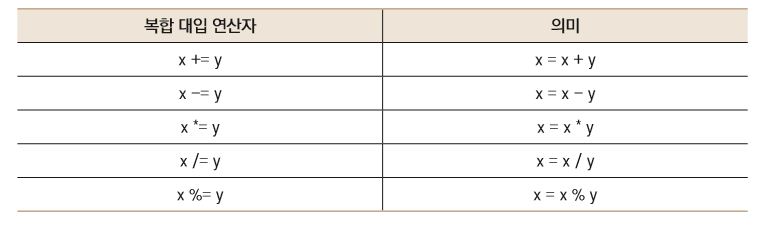 복합 대입 연산자 의미
x += y x = x + y
x −= y x = x − y
x *= y x = x * y
x /= y x = x / y
x %= y x = x % y